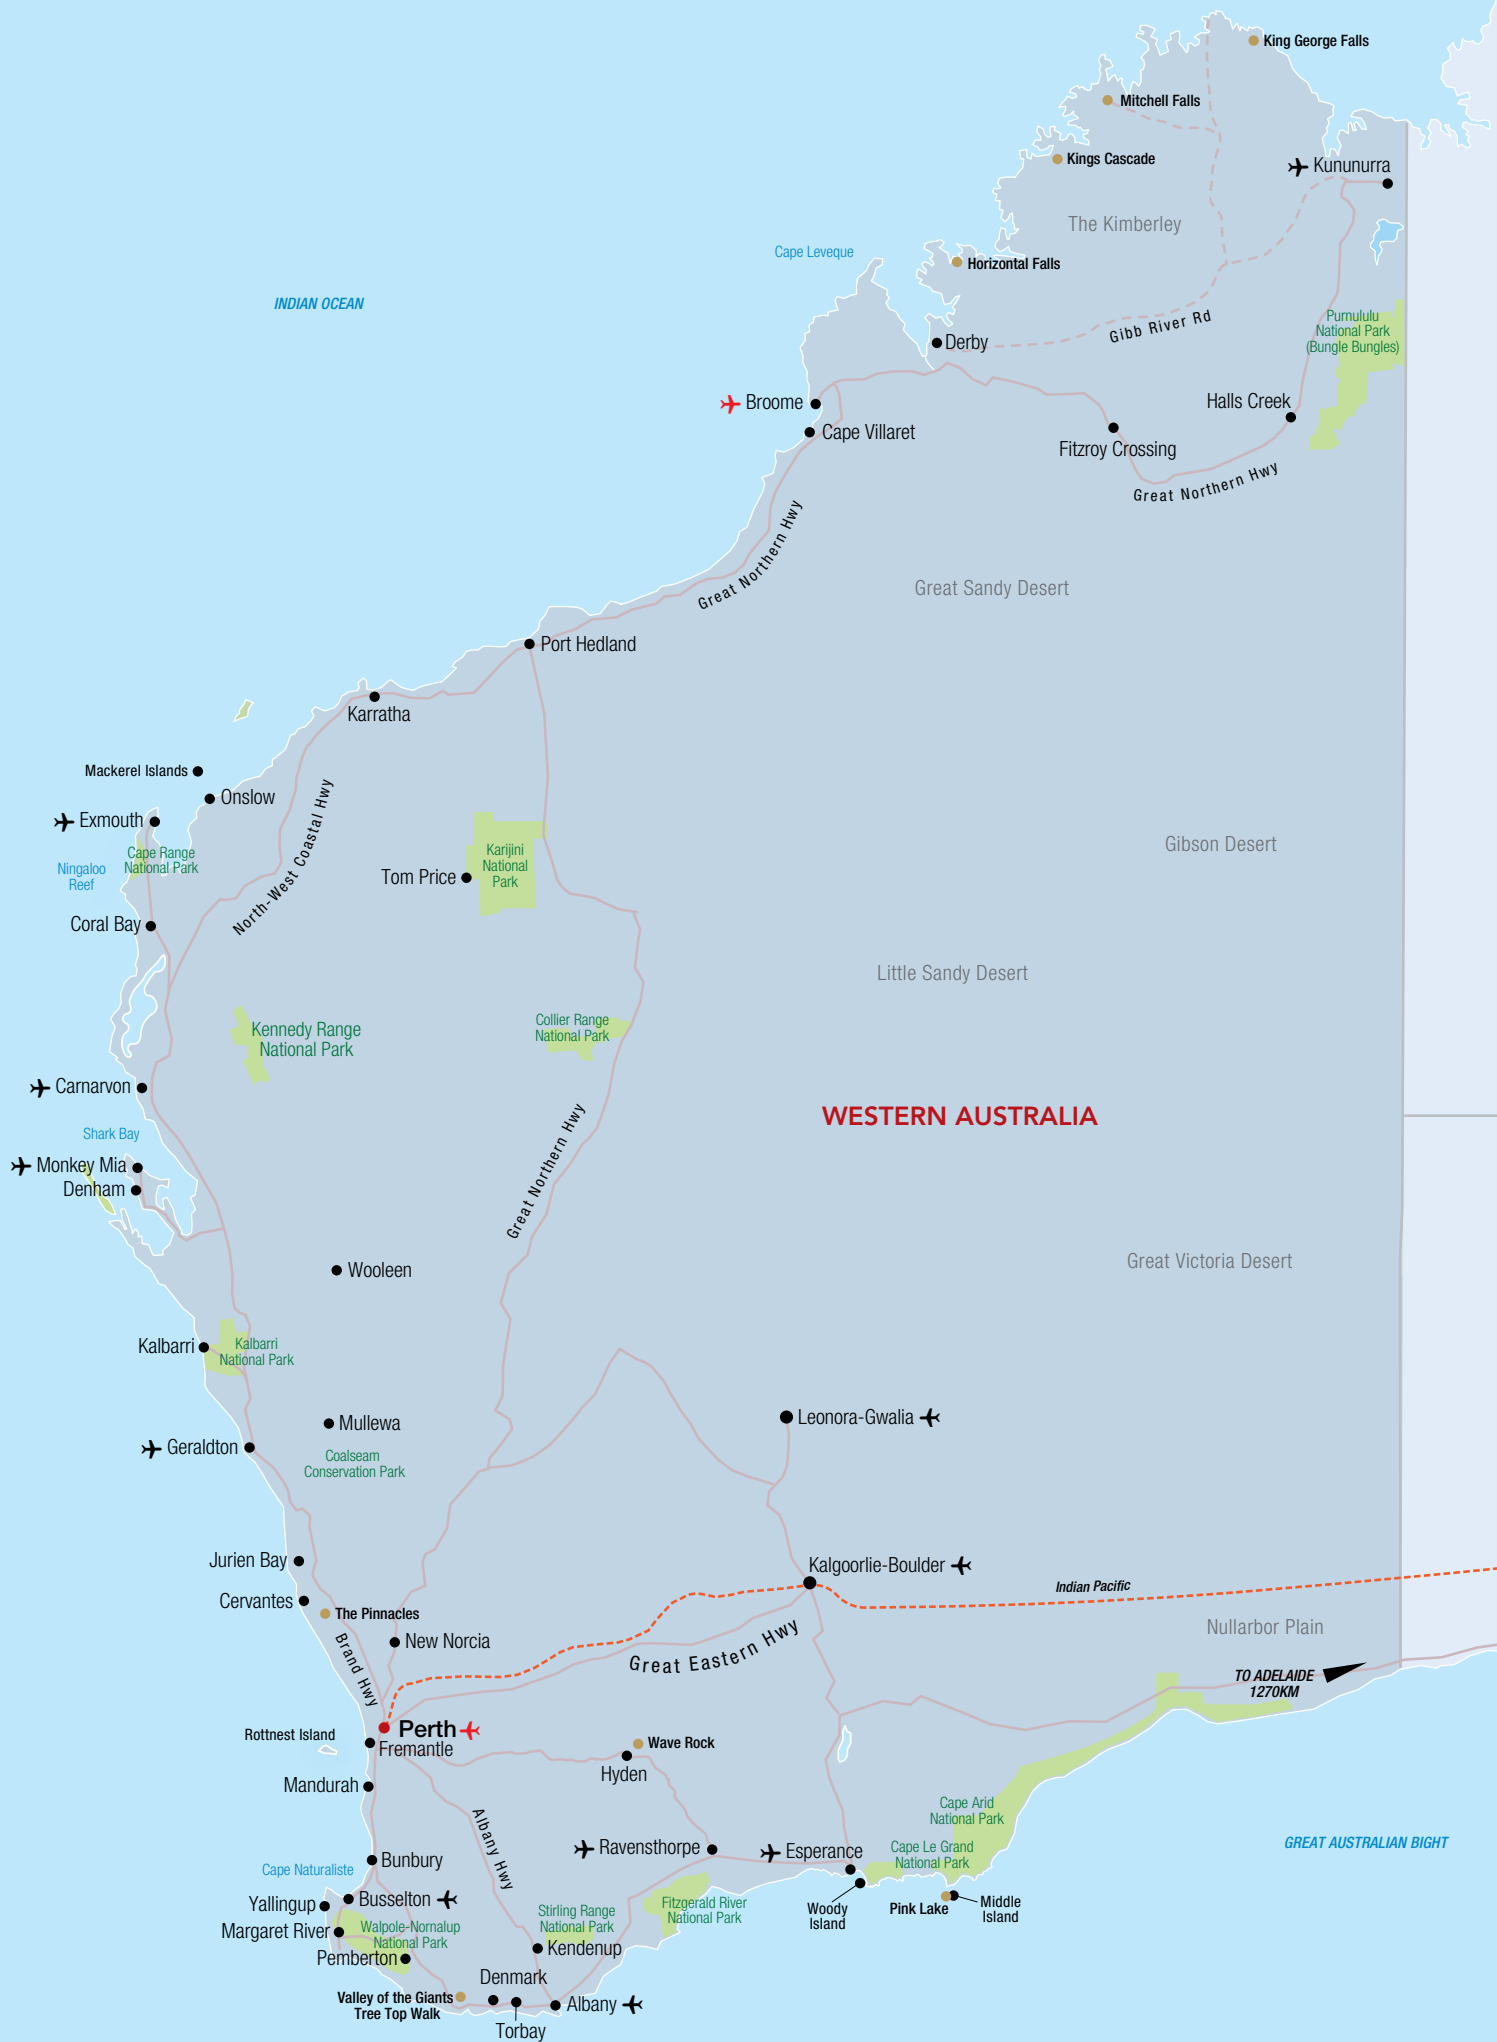 King George Falls
Mitchell Falls
Kings Cascade
Kununurra
The Kimberley
Cape Leveque
Horizontal Falls
INDIAN OCEAN
Purnululu
National Park
(Bungle Bungles)
Gibb River Rd
Derby
Broome
Halls Creek
Cape Villaret
Fitzroy Crossing
Great Northern Hwy
Great Northern Hwy
Great Sandy Desert
Port Hedland
Karratha
Mackerel Islands
Onslow
Exmouth
North-West Coastal Hwy
Cape Range
National Park
Ningaloo
Reef
Karijini
National
Park
Tom Price
Gibson Desert
Coral Bay
Little Sandy Desert
Kennedy Range
National Park
Collier Range
National Park
Carnarvon
WESTERN AUSTRALIA
Shark Bay
Monkey Mia
Denham
Great Northern Hwy
Wooleen
Great Victoria Desert
Kalbarri
Kalbarri
National Park
Mullewa
Leonora-Gwalia
Geraldton
Coalseam
Conservation Park
Jurien Bay
Kalgoorlie-Boulder
Indian Pacific
Cervantes
The Pinnacles
Nullarbor Plain
New Norcia
Brand Hwy
Great Eastern Hwy
TO ADELAIDE
1270KM
Perth
Rottnest Island
Fremantle
Wave Rock
Hyden
Mandurah
Cape Arid
National Park
Albany Hwy
Ravensthorpe
Esperance
Cape Le Grand
National Park
GREAT AUSTRALIAN BIGHT
Bunbury
Cape Naturaliste
Busselton
Yallingup
Woody
Island
Pink Lake
Middle
Island
Fitzgerald River
National Park
Stirling Range
National Park
Margaret River
Walpole-Nornalup
National Park
Kendenup
Pemberton
Denmark
Valley of the Giants
Tree Top Walk
Albany
Torbay